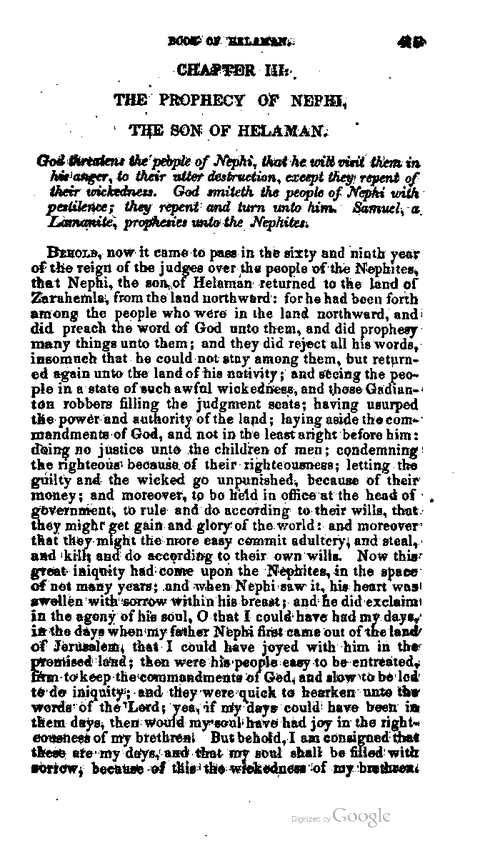 BOOK OF HELAMAN.
CHAPTER III.
THE PROPHECY OF NEPHI,
THE SON OF HELAMAN.
God threatens the people of Nephi, that he will visit them in
his anger, to their utter destruction, except they repent of
their wickedness. God smiteth the people of Nephi with
pestilence; they repent and turn unto him. Samuel, a
Lamanite, prophesies unto the Nephites.
BEHOLD, now it came to pass in the sixty and ninth year
of the reign of the judges over the people of the Nephites,
that Nephi, the son of Helaman returned to the land of
Zarahemla, from the land northward: for he had been forth
among the people who were in the land northward, and
did preach the word of God unto them, and did prophesy
many things unto them; and they did reject all his words,
insomuch that he could not stay among them, but return-
ed again unto the land of his nativity; and seeing the peo-
ple in a state of such awful wickedness, and those Gadian-
ton robbers filling the judgment seats; having usurped
the power and authority of the land; laying aside the com-
mandments of God, and not in the least aright before him:
doing no justice unto the children of men; condemning
the righteous because of their righteousness; letting the
guilty and the wicked go unpunished, because of their
money; and moreover, to be held in office at the head of
government, to rule and do according to their wills, that
they might get gain and glory of the world: and moreover
that they might the more easy commit adultery, and steal,
and kill, and do according to their own wills. Now this
great iniquity had come upon the Nephites, in the space
of not many years; and when Nephi saw it, his heart was
swellen with sorrow within his breast; and he did exclaim
in the agony of his soul, O that I could have had my days,
in the days when my father Nephi first came out of the land
of Jerusalem, that I could have joyed with him in the
promised land; then were his people easy to be entreated,
firm to keep the commandments of God, and slow to be led
to do iniquity; and they were quick to hearken unto the
words of the Lord; yea, if my days could have been in
them days, then would my soul have had joy in the right-
eousness of my brethren. But behold, I am consigned that
these are my days, and that my soul shall be filled with
sorrow, because of this the wickedness of my brethren.
Digitized by Google